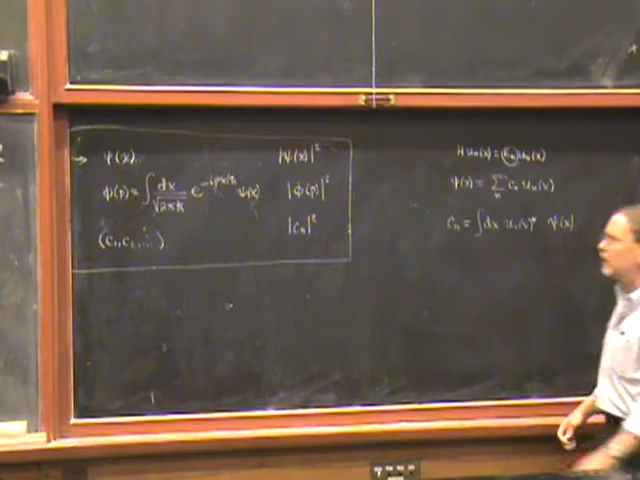 → ψ(x) |ψ(x)|²
φ(p) = ∫ dx/√(2πħ) e^(-ipx/ħ) ψ(x) |φ(p)|²
(c₁, c₂, ...) |cₙ|²
H uₙ(x) = Eₙ uₙ(x)
ψ(x) = Σₙ cₙ uₙ(x)
cₙ = ∫ dx uₙ(x)* ψ(x)